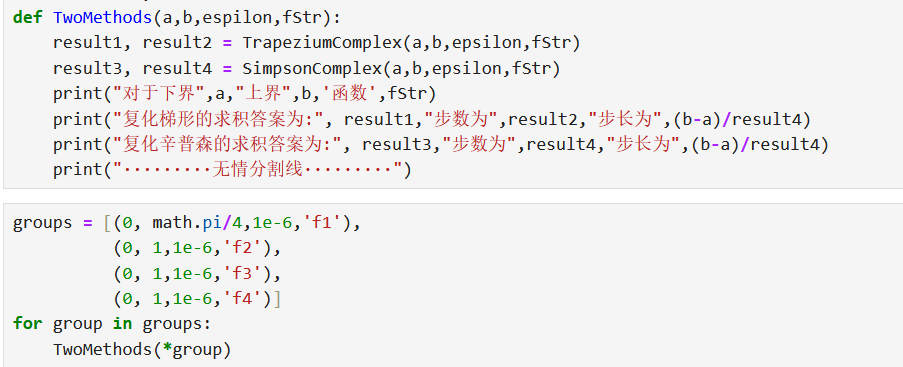 def TwoMethods(a,b,espilon,fStr):
    result1, result2 = TrapeziumComplex(a,b,epsilon,fStr)
    result3, result4 = SimpsonComplex(a,b,epsilon,fStr)
    print("对于下界",a,"上界",b,'函数',fStr)
    print("复化梯形的求积答案为:", result1,"步数为",result2,"步长为",(b-a)/result4)
    print("复化辛普森的求积答案为:", result3,"步数为",result4,"步长为",(b-a)/result4)
    print("·········无情分割线·········")
groups = [(0, math.pi/4,1e-6,'f1'),
          (0, 1,1e-6,'f2'),
          (0, 1,1e-6,'f3'),
          (0, 1,1e-6,'f4')]
for group in groups:
    TwoMethods(*group)